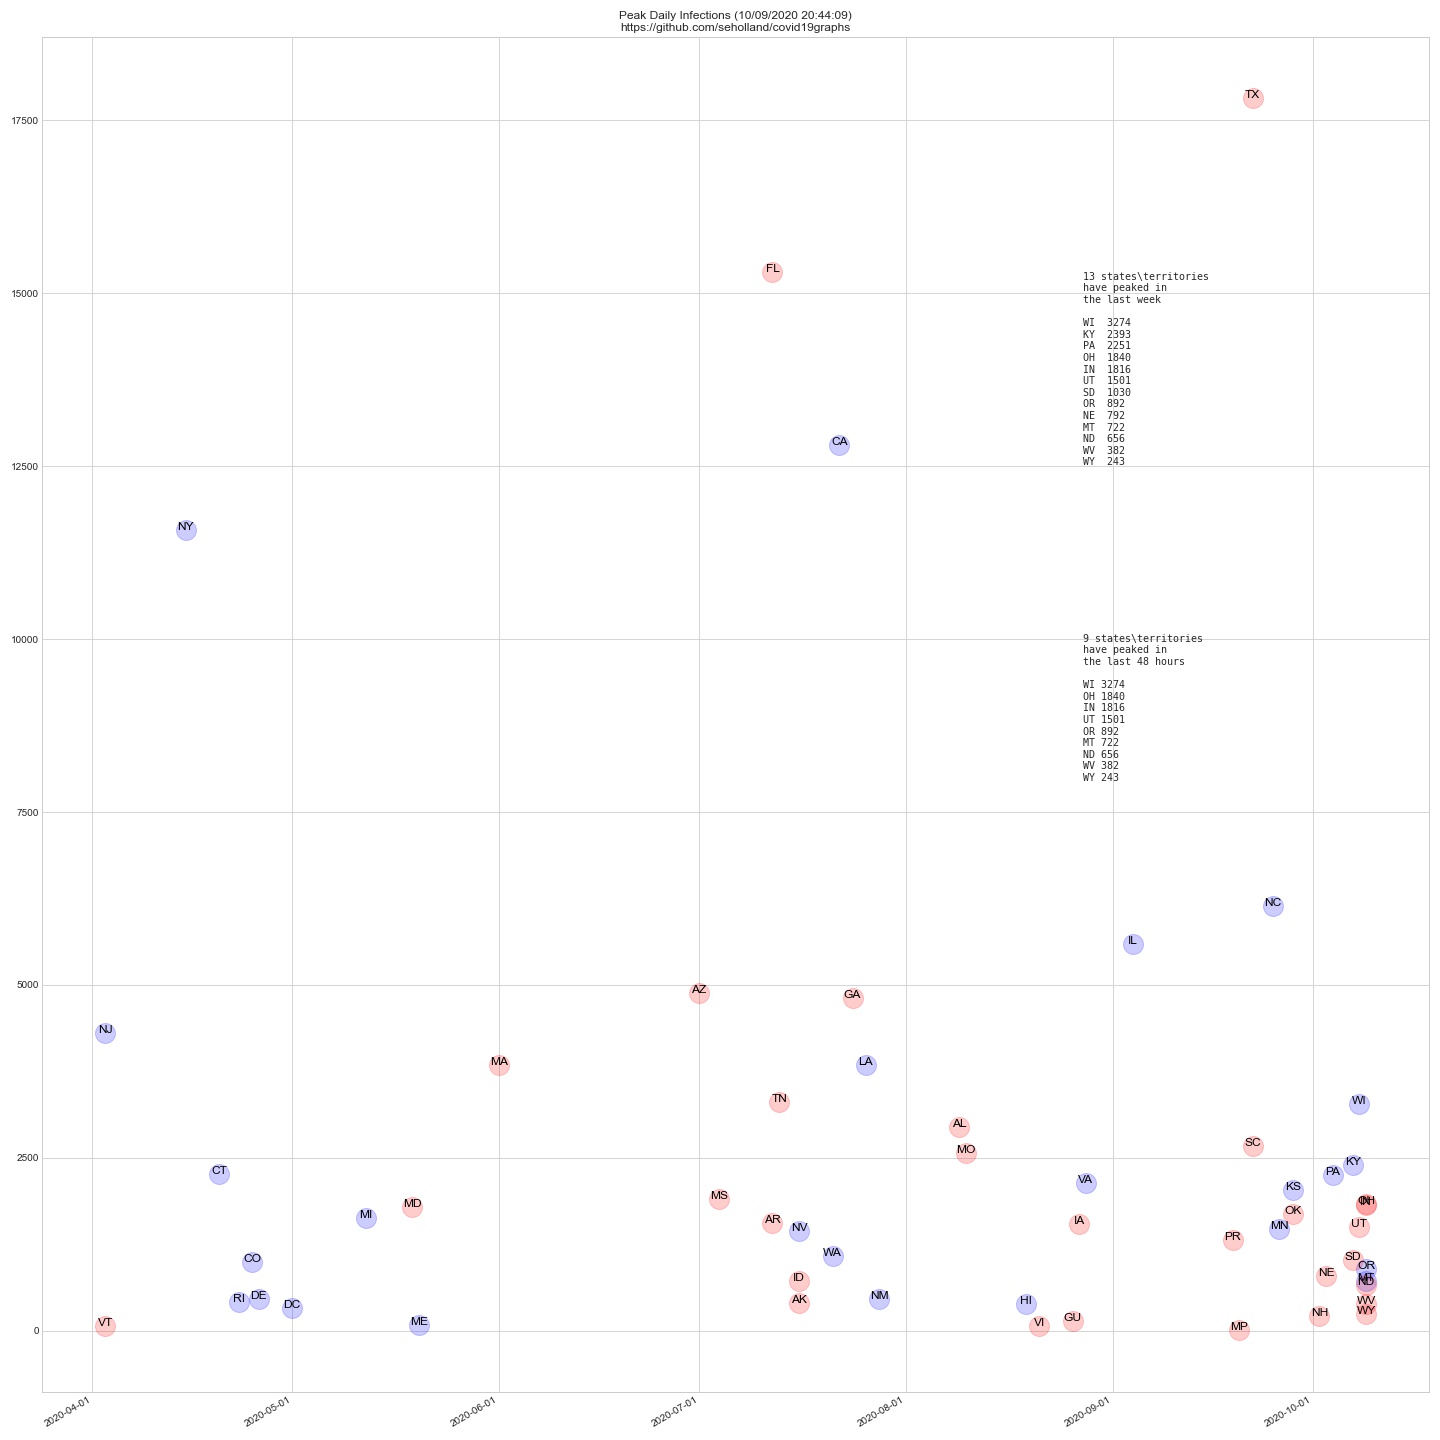 Peak Daily Infections (10/09/2020 20:44:09)
https://github.com/seholland/covid19graphs
TX
17500
FL
15000
13 states\territories
have peaked in
the last week
WI 3274
KY 2393
PA 2251
OH 1840
IN 1816
UT 1501
SD 1030
OR 892
NE 792
MT 722
ND 656
WV 382
WY 243
CA
12500
NY
10000
9 states\territories
have peaked in
the last 48 hours
WI 3274
OH 1840
IN 1816
UT 1501
OR 892
MT 722
ND 656
WV 382
WY 243
7500
NC
IL
5000
AZ
GA
NJ
MA
LA
TN
WI
AL
MO
SC
2500
CT
KY
PA
VA
KS
MS
MD
OH
IN
OK
MI
AR
IA
UT
NV
MN
PR
WA
SD
CO
OR
NE
ID
MT
ND
DE
NM
RI
AK
HI
WV
DC
WY
NH
GU
ME
VT
VI
MP
0
2020-04-01
2020-05-01
2020-06-01
2020-07-01
2020-08-01
2020-09-01
2020-10-01